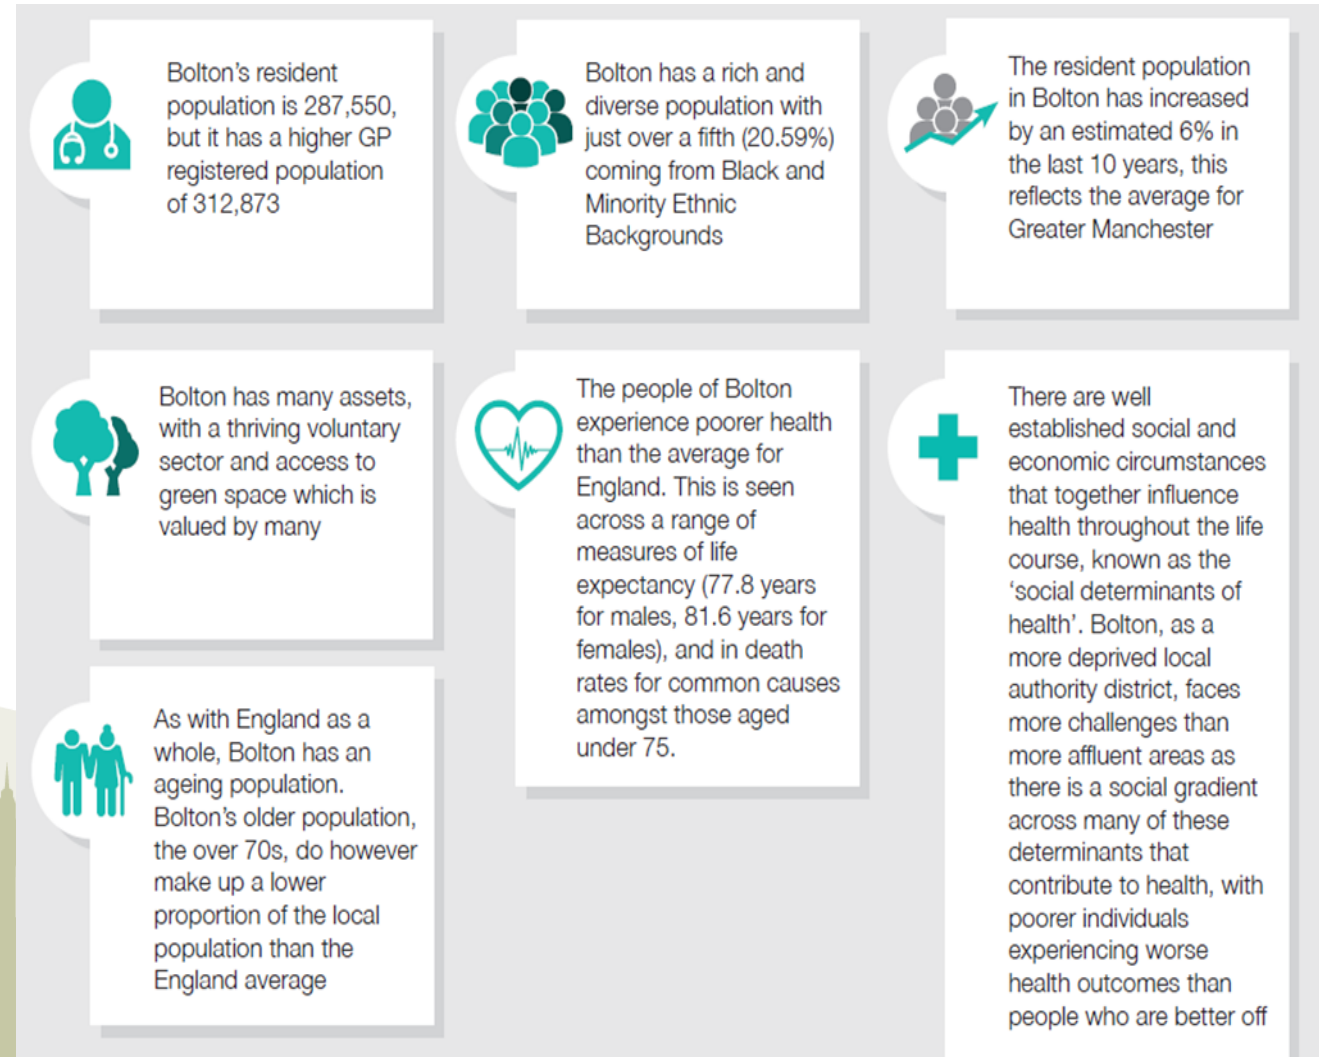 Bolton's resident
population is 287,550,
but it has a higher GP
registered population
of 312,873
Bolton has a rich and
diverse population with
just over a fifth (20.59%)
coming from Black and
Minority Ethnic
Backgrounds
The resident population
in Bolton has increased
by an estimated 6% in
the last 10 years, this
reflects the average for
Greater Manchester
Bolton has many assets,
with a thriving voluntary
sector and access to
green space which is
valued by many
The people of Bolton
experience poorer health
than the average for
England. This is seen
across a range of
measures of life
expectancy (77.8 years
for males, 81.6 years for
females), and in death
rates for common causes
amongst those aged
under 75.
There are well
established social and
economic circumstances
that together influence
health throughout the life
course, known as the
‘social determinants of
health’. Bolton, as a
more deprived local
authority district, faces
more challenges than
more affluent areas as
there is a social gradient
across many of these
determinants that
contribute to health, with
poorer individuals
experiencing worse
health outcomes than
people who are better off
As with England as a
whole, Bolton has an
ageing population.
Bolton's older population,
the over 70s, do however
make up a lower
proportion of the local
population than the
England average